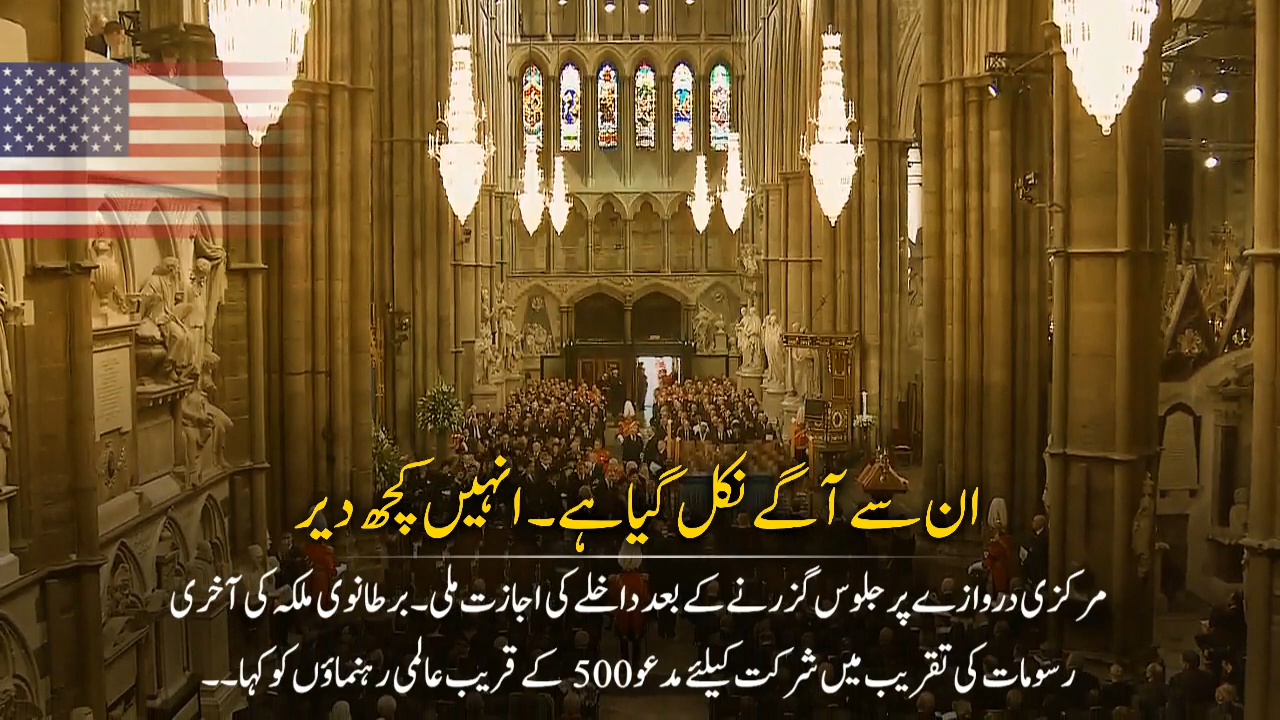 ان سے آگے نکل گیا ہے۔ انہیں کچھ دیر
مرکزی دروازے پر جلوس گزرنے کے بعد داخلے کی اجازت ملی۔ برطانوی ملکہ کی آخری
رسومات کی تقریب میں شرکت کیلئے مدعو 500 کے قریب عالمی رہنماؤں کو کہا۔۔